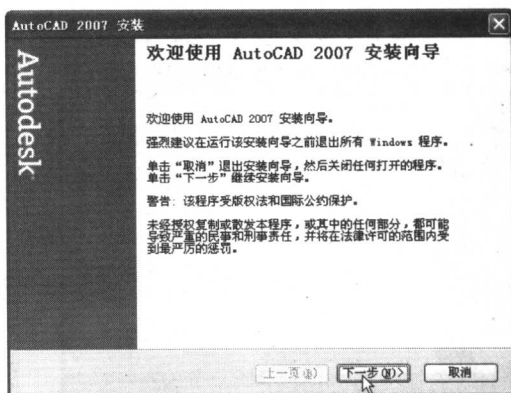 AutoCAD 2007 安装
Autodesk
欢迎使用 AutoCAD 2007 安装向导
欢迎使用 AutoCAD 2007 安装向导。
强烈建议在运行该安装向导之前退出所有 Windows 程序。
单击“取消”退出安装向导，然后关闭任何打开的程序。
单击“下一步”继续安装向导。
警告: 该程序受版权法和国际公约保护。
未经授权复制或散发本程序，或其中的任何部分，都可能
导致严重的民事和刑事责任，并将在法律许可的范围内受
到最严厉的惩罚。
上一页(B) 下一步(N)> 取消